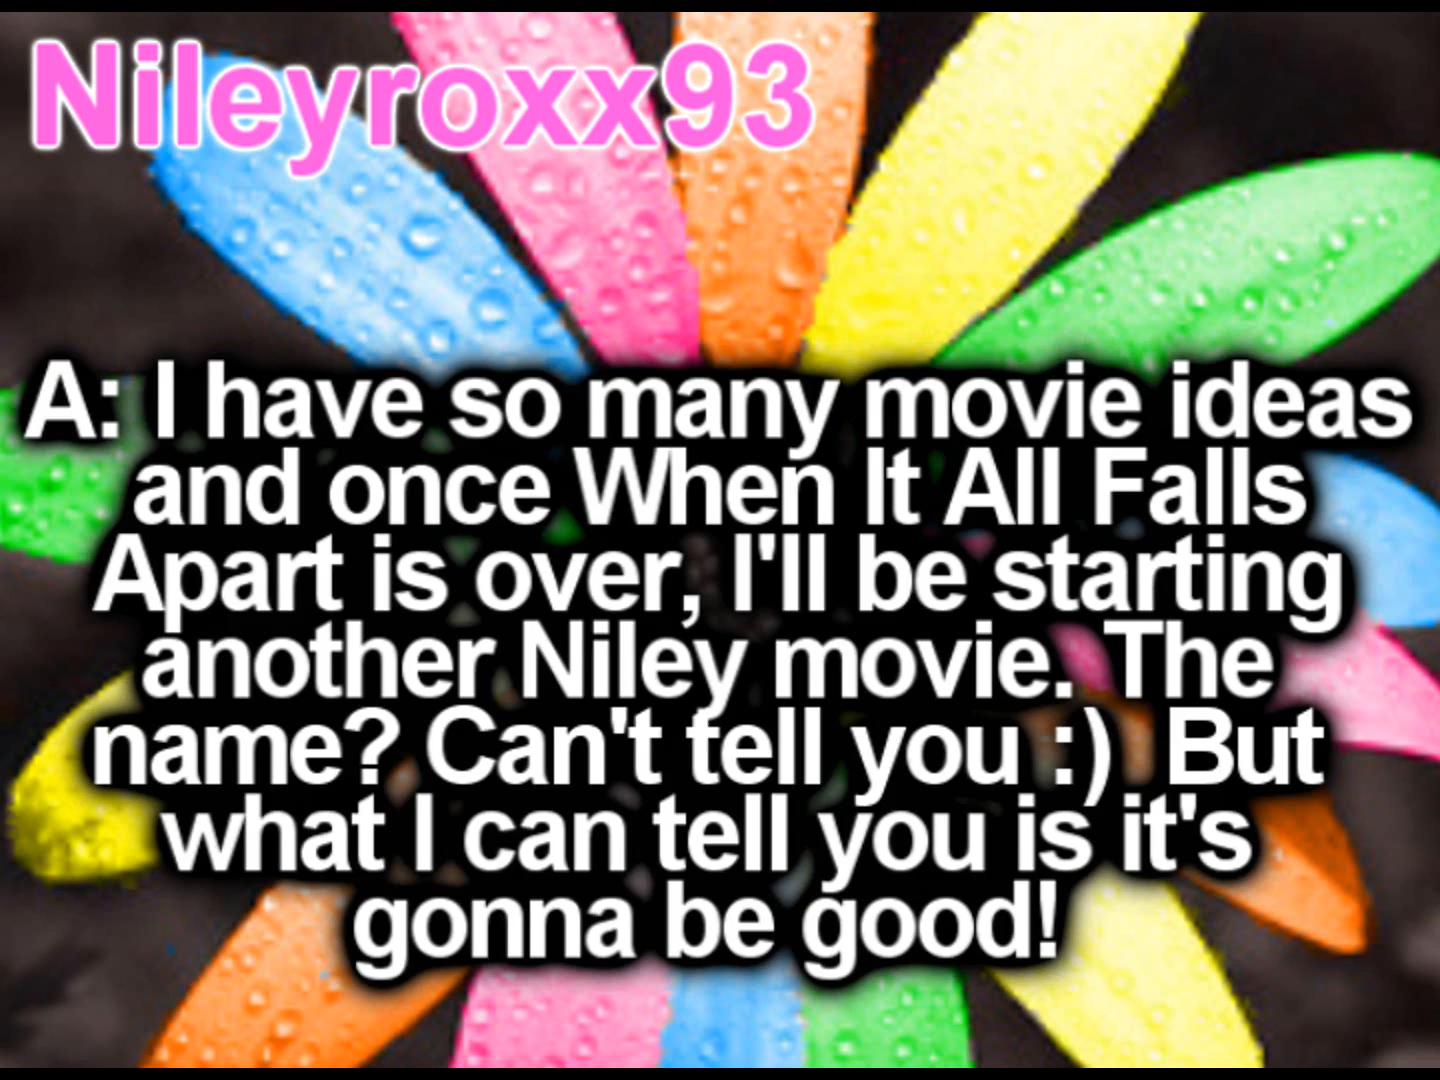 Nileyroxx93
A: I have so many movie ideas
and once When It All Falls
Apart is over, I'll be starting
another Niley movie. The
name? Can't tell you :)  But
what I can tell you is it's
gonna be good!